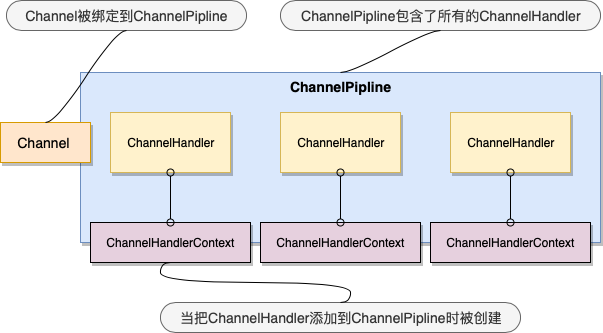 Channel被绑定到ChannelPipline
ChannelPipline包含了所有的ChannelHandler
ChannelPipline
Channel
ChannelHandler
ChannelHandler
ChannelHandler
ChannelHandlerContext
ChannelHandlerContext
ChannelHandlerContext
当把ChannelHandler添加到ChannelPipline时被创建